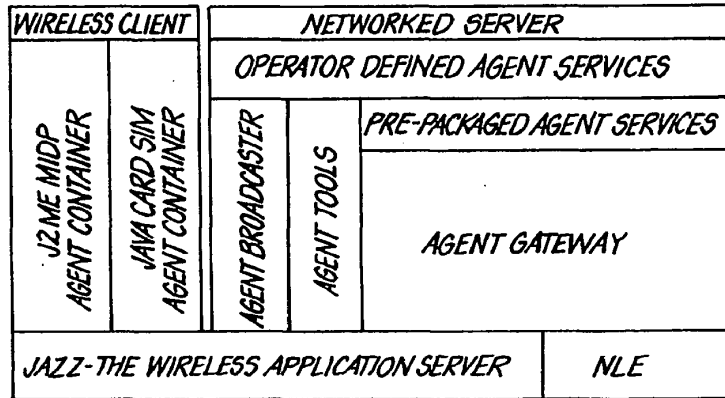 WIRELESS CLIENT
NETWORKED SERVER
OPERATOR DEFINED AGENT SERVICES
J2ME MIDP
AGENT CONTAINER
JAVA CARD SIM
AGENT CONTAINER
AGENT BROADCASTER
AGENT TOOLS
PRE-PACKAGED AGENT SERVICES
AGENT GATEWAY
JAZZ-THE WIRELESS APPLICATION SERVER
NLE